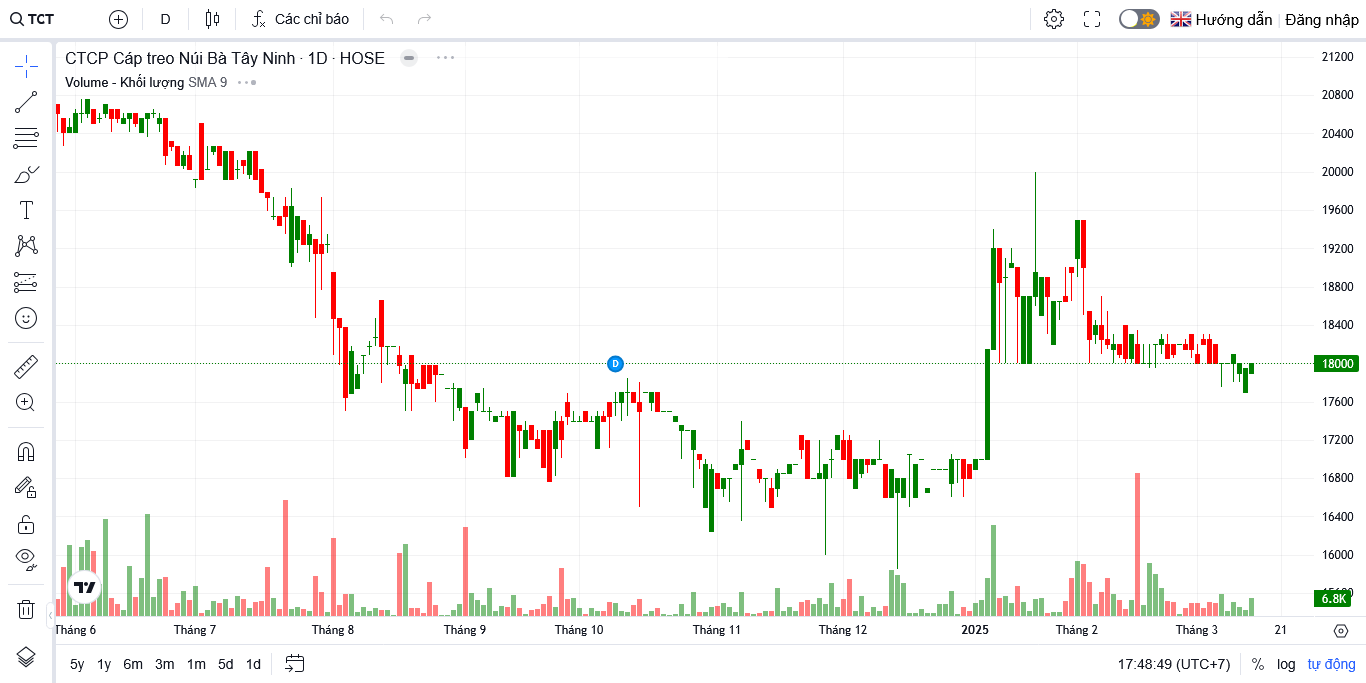 TCT D Các chỉ báo Hướng dẫn Đăng nhập
CTCP Cáp treo Núi Bà Tây Ninh · 1D · HOSE
Volume - Khối lượng SMA 9
21200
20800
20400
20000
19600
19200
18800
18400
18000
17600
17200
16800
16400
16000
6.8K
D
Tháng 6 Tháng 7 Tháng 8 Tháng 9 Tháng 10 Tháng 11 Tháng 12 2025 Tháng 2 Tháng 3 21
5y 1y 6m 3m 1m 5d 1d 17:48:49 (UTC+7) % log tự động